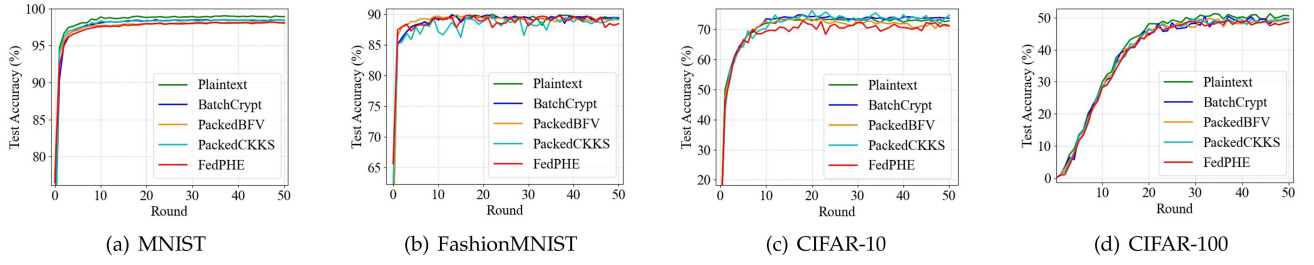 100
95
90
85
80
Test Accuracy (%)
0 10 20 30 40 50
Round
Plaintext
BatchCrypt
PackedBFV
PackedCKKS
FedPHE
(a) MNIST
90
85
80
75
70
65
Test Accuracy (%)
0 10 20 30 40 50
Round
Plaintext
BatchCrypt
PackedBFV
PackedCKKS
FedPHE
(b) FashionMNIST
70
60
50
40
30
20
Test Accuracy (%)
0 10 20 30 40 50
Round
Plaintext
BatchCrypt
PackedBFV
PackedCKKS
FedPHE
(c) CIFAR-10
50
40
30
20
10
0
Test Accuracy (%)
0 10 20 30 40 50
Round
Plaintext
BatchCrypt
PackedBFV
PackedCKKS
FedPHE
(d) CIFAR-100